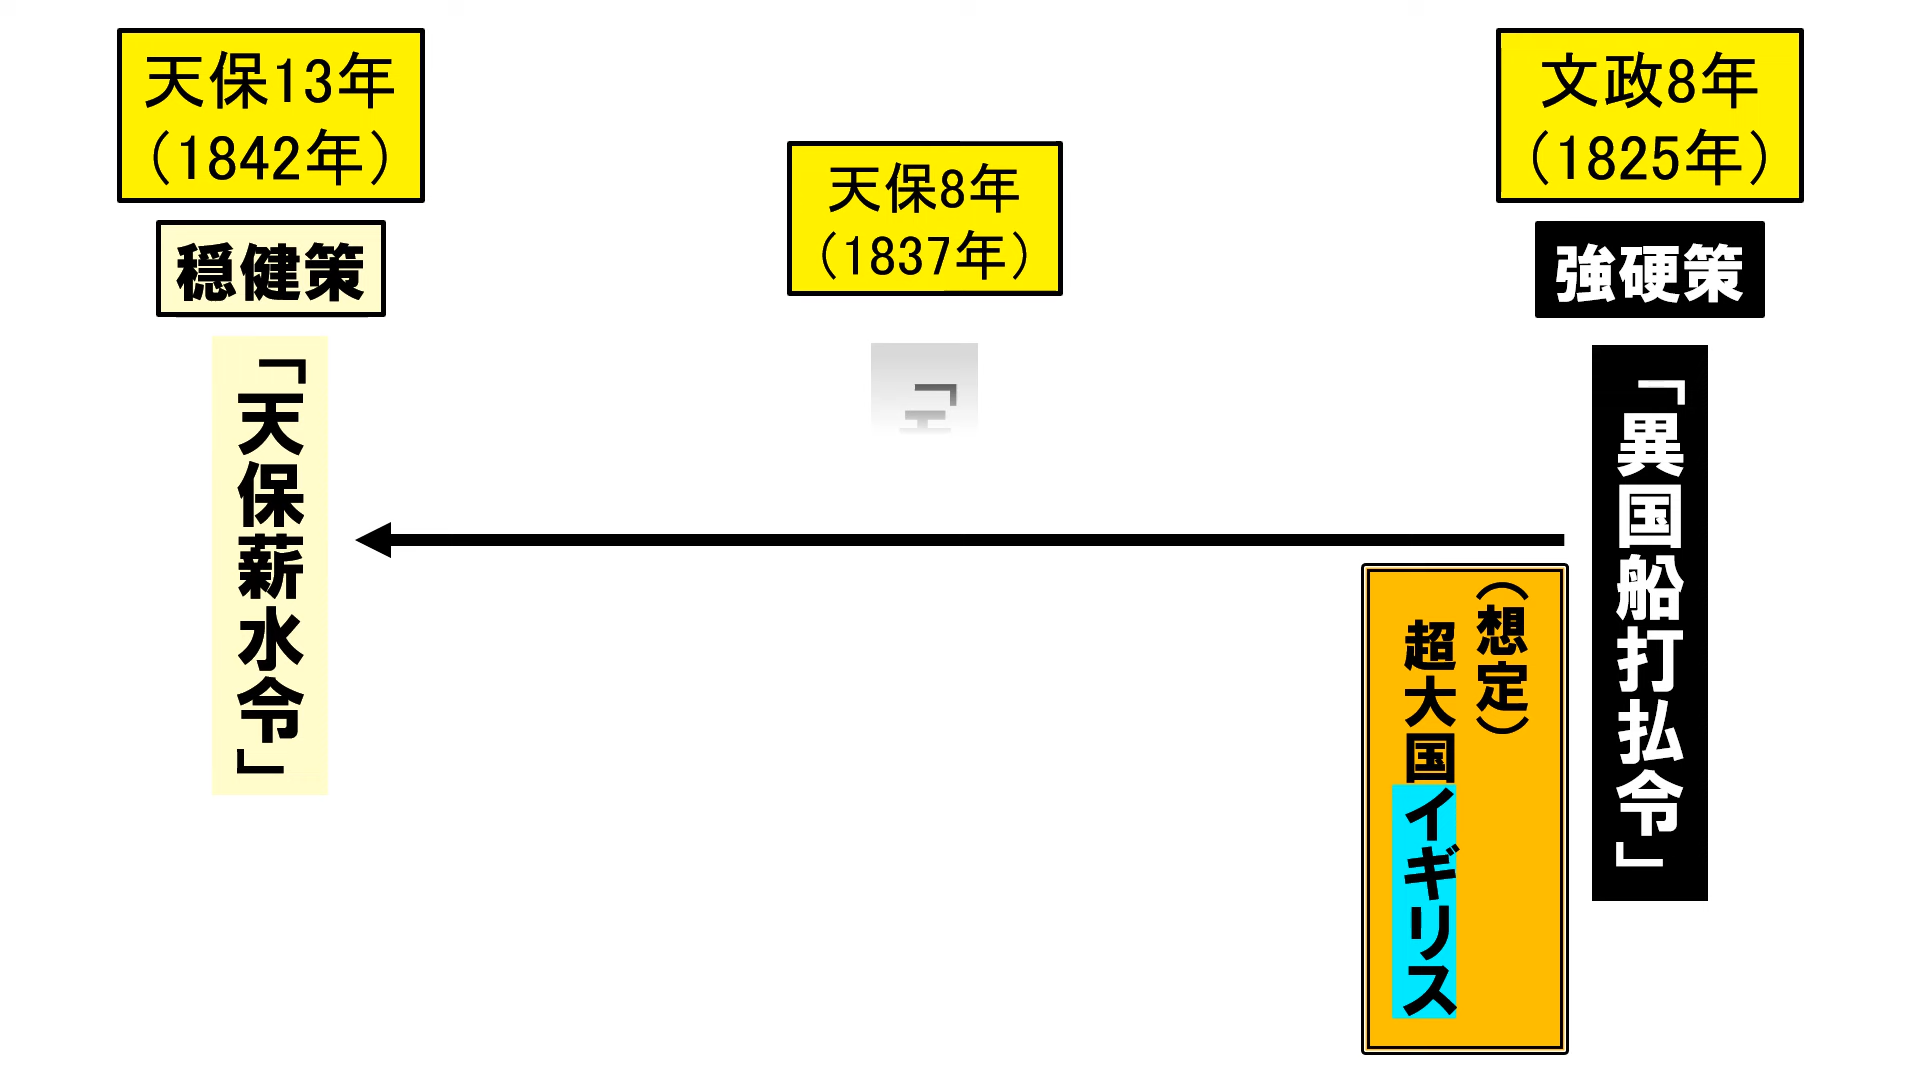 文政8年
（1825年）
強硬策
「異国船打払令」
（想定）
超大国イギリス
天保8年
（1837年）
天保13年
（1842年）
穏健策
「天保薪水令」